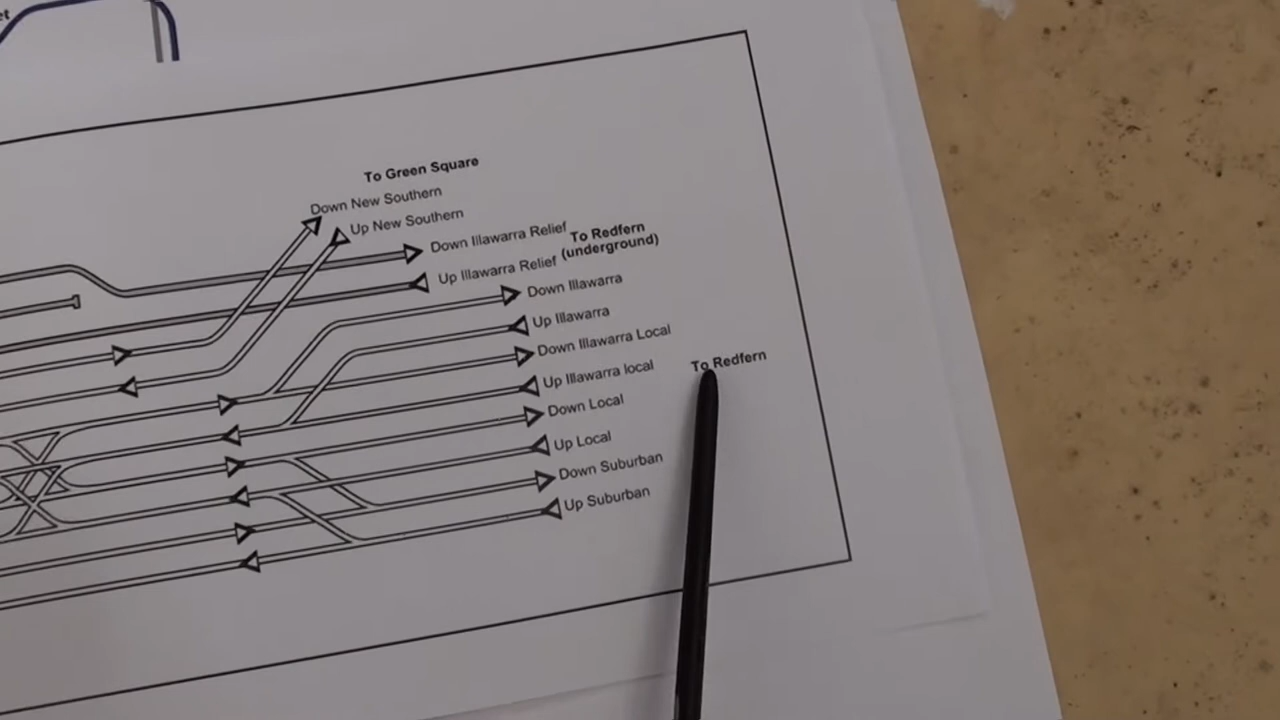 To Green Square
Down New Southern
Up New Southern
Down Illawarra Relief
To Redfern
(underground)
Up Illawarra Relief
Down Illawarra
Up Illawarra
Down Illawarra Local
To Redfern
Up Illawarra local
Down Local
Up Local
Down Suburban
Up Suburban